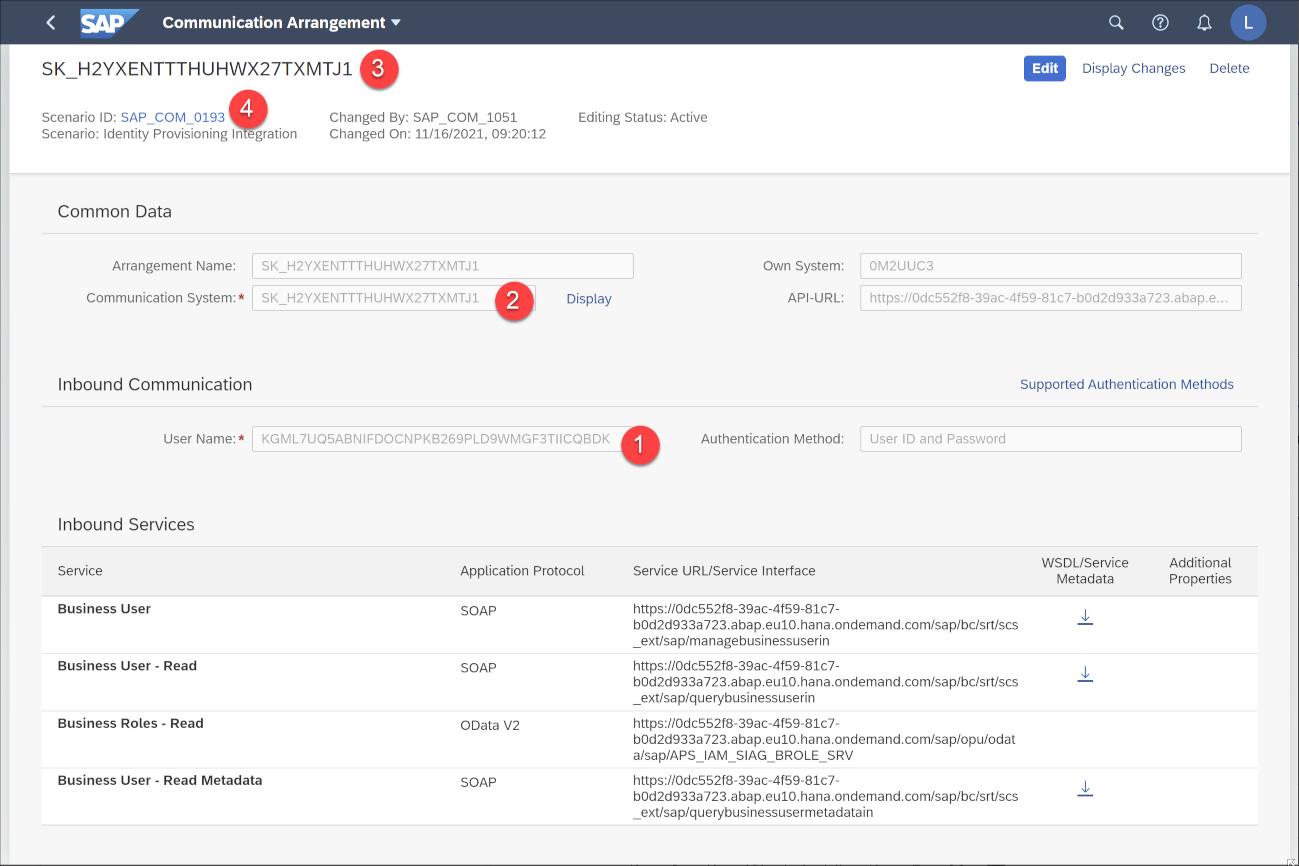 SAP Communication Arrangement L
SK_H2YXENTTTHUHWX27TXMTJ1 3 Edit Display Changes Delete
Scenario ID: SAP_COM_0193 4 Changed By: SAP_COM_1051 Editing Status: Active
Scenario: Identity Provisioning Integration Changed On: 11/16/2021, 09:20:12
Common Data
Arrangement Name: SK_H2YXENTTTHUHWX27TXMTJ1 Own System: 0M2UUC3
Communication System:* SK_H2YXENTTTHUHWX27TXMTJ1 2 Display API-URL: https://0dc552f8-39ac-4f59-81c7-b0d2d933a723.abap.e...
Inbound Communication Supported Authentication Methods
User Name:* KGML7UQ5ABNIFDOCNPKB269PLD9WMGF3TIICQBDK 1 Authentication Method: User ID and Password
Inbound Services
Service Application Protocol Service URL/Service Interface WSDL/Service Metadata Additional Properties
Business User SOAP https://0dc552f8-39ac-4f59-81c7-
b0d2d933a723.abap.eu10.hana.ondemand.com/sap/bc/srt/scs
_ext/sap/managebusinessuserin
Business User - Read SOAP https://0dc552f8-39ac-4f59-81c7-
b0d2d933a723.abap.eu10.hana.ondemand.com/sap/bc/srt/scs
_ext/sap/querybusinessuserin
Business Roles - Read OData V2 https://0dc552f8-39ac-4f59-81c7-
b0d2d933a723.abap.eu10.hana.ondemand.com/sap/opu/odat
a/sap/APS_IAM_SIAG_BROLE_SRV
Business User - Read Metadata SOAP https://0dc552f8-39ac-4f59-81c7-
b0d2d933a723.abap.eu10.hana.ondemand.com/sap/bc/srt/scs
_ext/sap/querybusinessusermetadatain